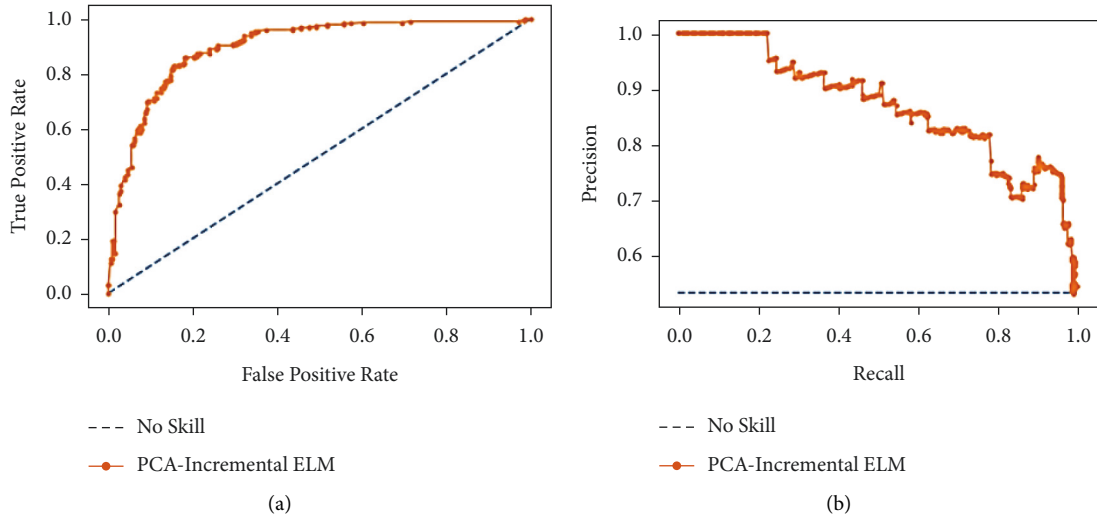 1.0
0.8
0.6
0.4
0.2
0.0
True Positive Rate
0.0 0.2 0.4 0.6 0.8 1.0
False Positive Rate
No Skill
PCA-Incremental ELM
(a)
1.0
0.9
0.8
0.7
0.6
Precision
0.0 0.2 0.4 0.6 0.8 1.0
Recall
No Skill
PCA-Incremental ELM
(b)